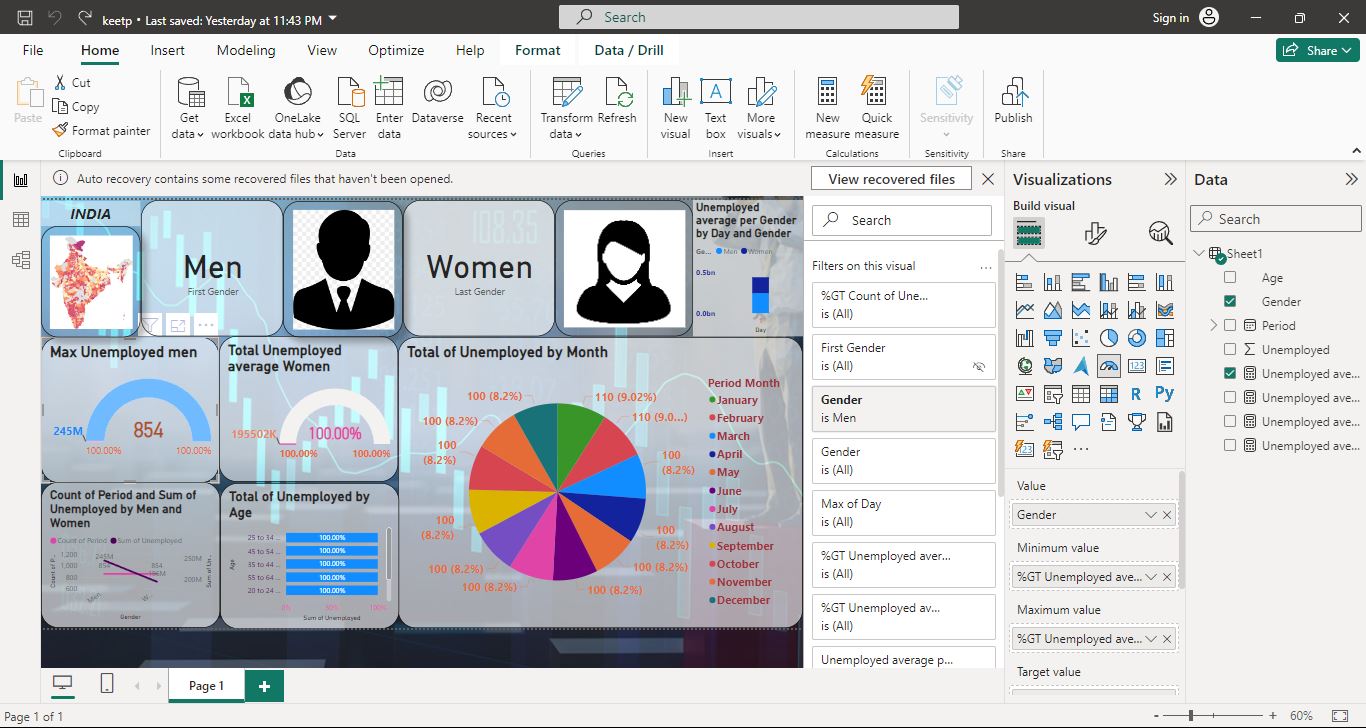 keetp • Last saved: Yesterday at 11:43 PM
Search
Sign in
File Home Insert Modeling View Optimize Help Format Data / Drill
Share
Paste
Cut
Copy
Format painter
Clipboard
Get data
Excel workbook
OneLake data hub
SQL Server
Enter data
Dataverse
Recent sources
Data
Transform data
Refresh
Queries
New visual
Text box
More visuals
Insert
New measure
Quick measure
Calculations
Sensitivity
Sensitivity
Publish
Share
Auto recovery contains some recovered files that haven't been opened.
View recovered files
INDIA
Men
First Gender
108.35
Women
Last Gender
Unemployed
average per Gender
by Day and Gender
Ge... Men Women
0.5bn
0.0bn
Day
Max Unemployed men
245M
854
100.00% 100.00%
Total Unemployed
average Women
195502K
100.00%
100.00% 100.00%
Total of Unemployed by Month
100 (8.2%)
110 (9.02%)
100 (8.2%)
110 (9.0...)
100
(8.2%)
100
(8.2%)
100
(8.2%)
100
(8.2%)
100 (8.2%)
100 (8.2%)
100 (8.2%)
100 (8.2%)
Period Month
January
February
March
April
May
June
July
August
September
October
November
December
Count of Period and Sum of
Unemployed by Men and
Women
Count of Period Sum of Unemployed
1,200
1,000
800
600
Count of P...
245M
854
854
250M
200M
Sum of Un...
Men
W...
Gender
Total of Unemployed by
Age
Age
25 to 34 ... 100.00%
45 to 54 ... 100.00%
35 to 44 ... 100.00%
55 to 64 ... 100.00%
20 to 24 ... 100.00%
0% 50% 100%
Sum of Unemployed
Search
Filters on this visual
%GT Count of Une...
is (All)
First Gender
is (All)
Gender
is Men
Gender
is (All)
Max of Day
is (All)
%GT Unemployed aver...
is (All)
%GT Unemployed av...
is (All)
Unemployed average p...
Visualizations
Build visual
123
R
Py
123
Value
Gender
Minimum value
%GT Unemployed ave...
Maximum value
%GT Unemployed ave...
Target value
Data
Search
Sheet1
Age
Gender
Period
Unemployed
Unemployed ave...
Unemployed ave...
Unemployed ave...
Unemployed ave...
Page 1
Page 1 of 1
60%